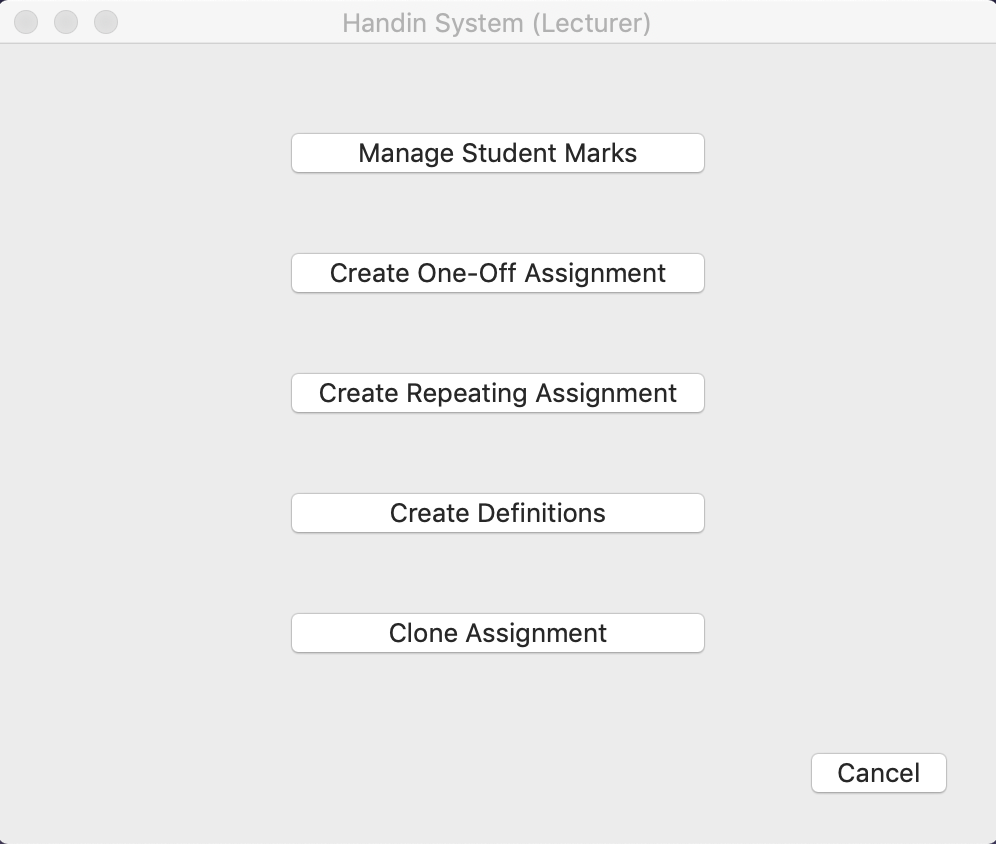 Handin System (Lecturer)
Manage Student Marks
Create One-Off Assignment
Create Repeating Assignment
Create Definitions
Clone Assignment
Cancel